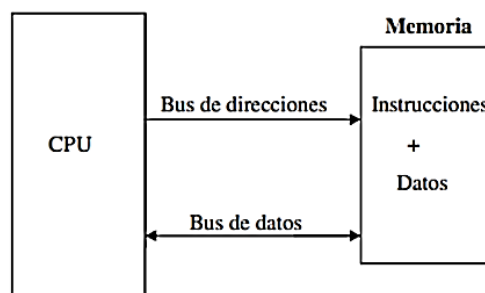 Memoria
Bus de direcciones
Instrucciones
CPU
+
Datos
Bus de datos